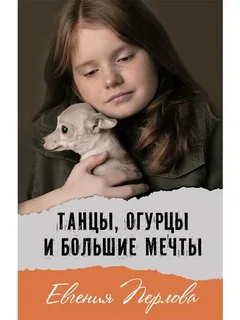 ТАНЦЫ, ОГУРЦЫ
И БОЛЬШИЕ МЕЧТЫ
Евгения Перлова